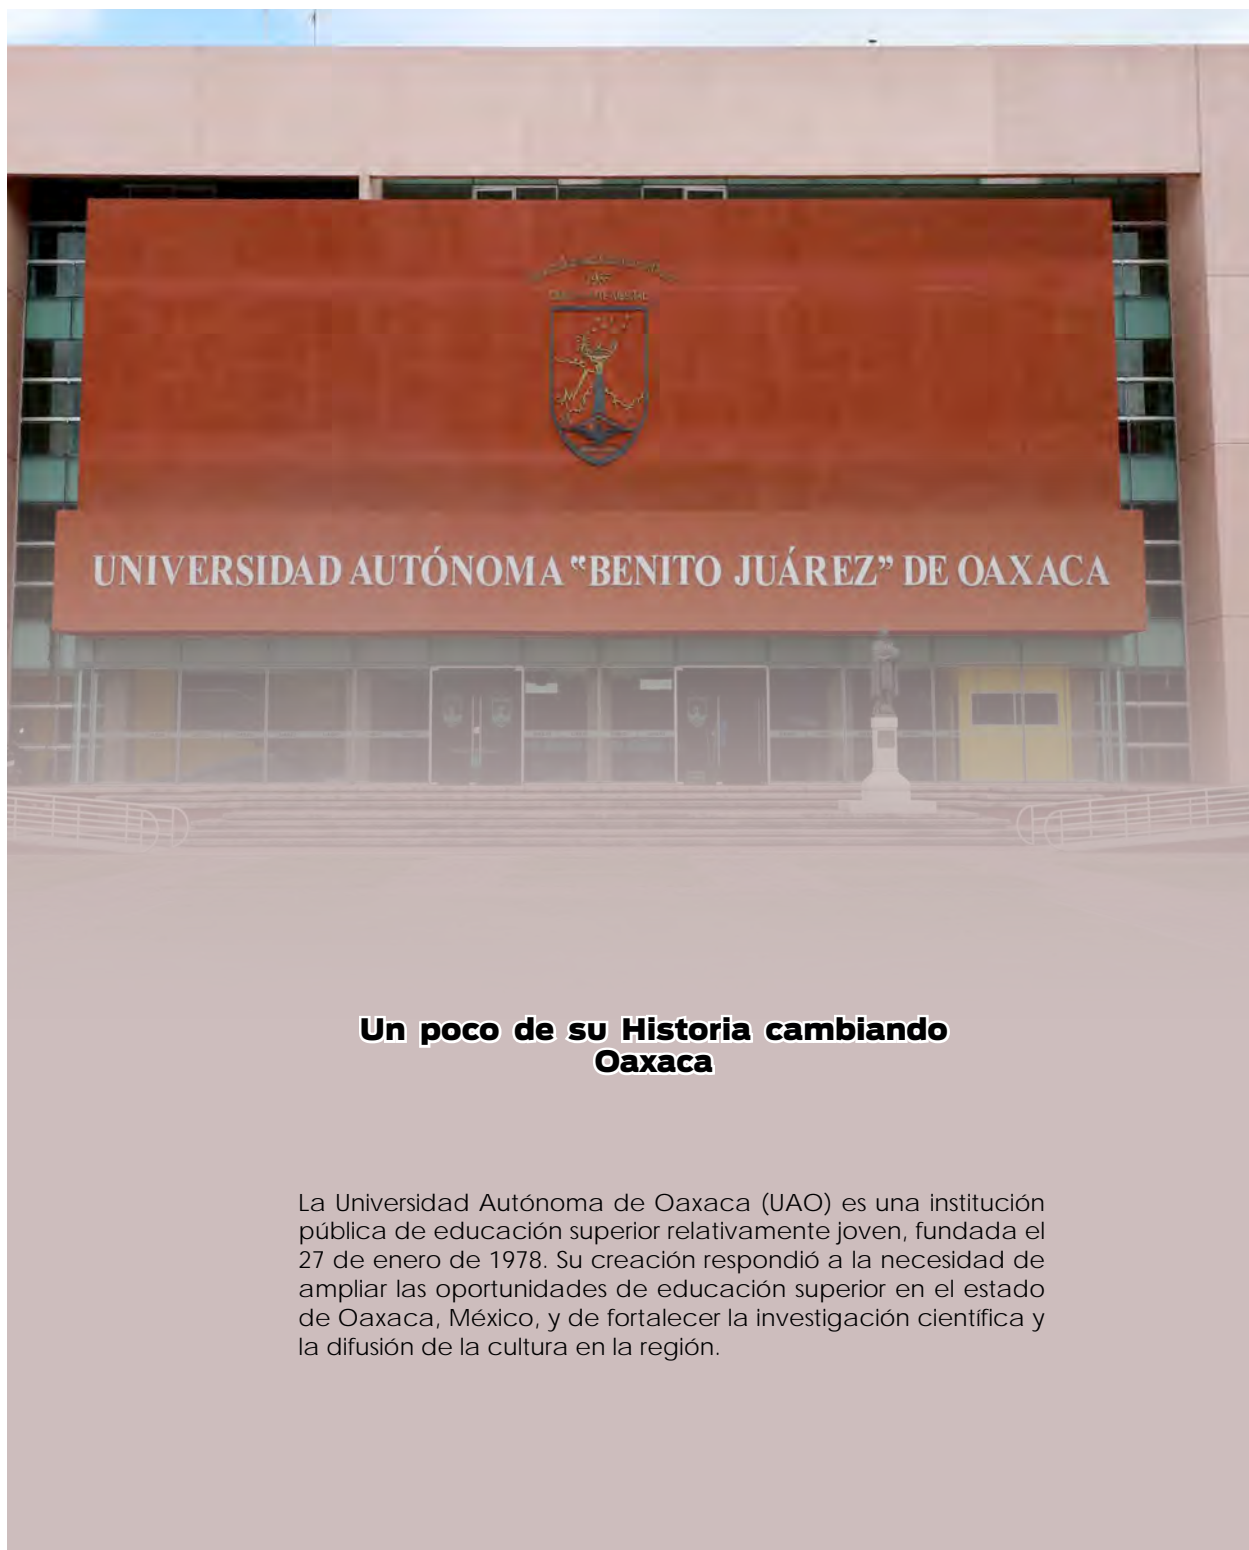 UNIVERSIDAD AUTÓNOMA “BENITO JUÁREZ” DE OAXACA
Un poco de su Historia cambiando
Oaxaca
La Universidad Autónoma de Oaxaca (UAO) es una institución
pública de educación superior relativamente joven, fundada el
27 de enero de 1978. Su creación respondió a la necesidad de
ampliar las oportunidades de educación superior en el estado
de Oaxaca, México, y de fortalecer la investigación científica y
la difusión de la cultura en la región.